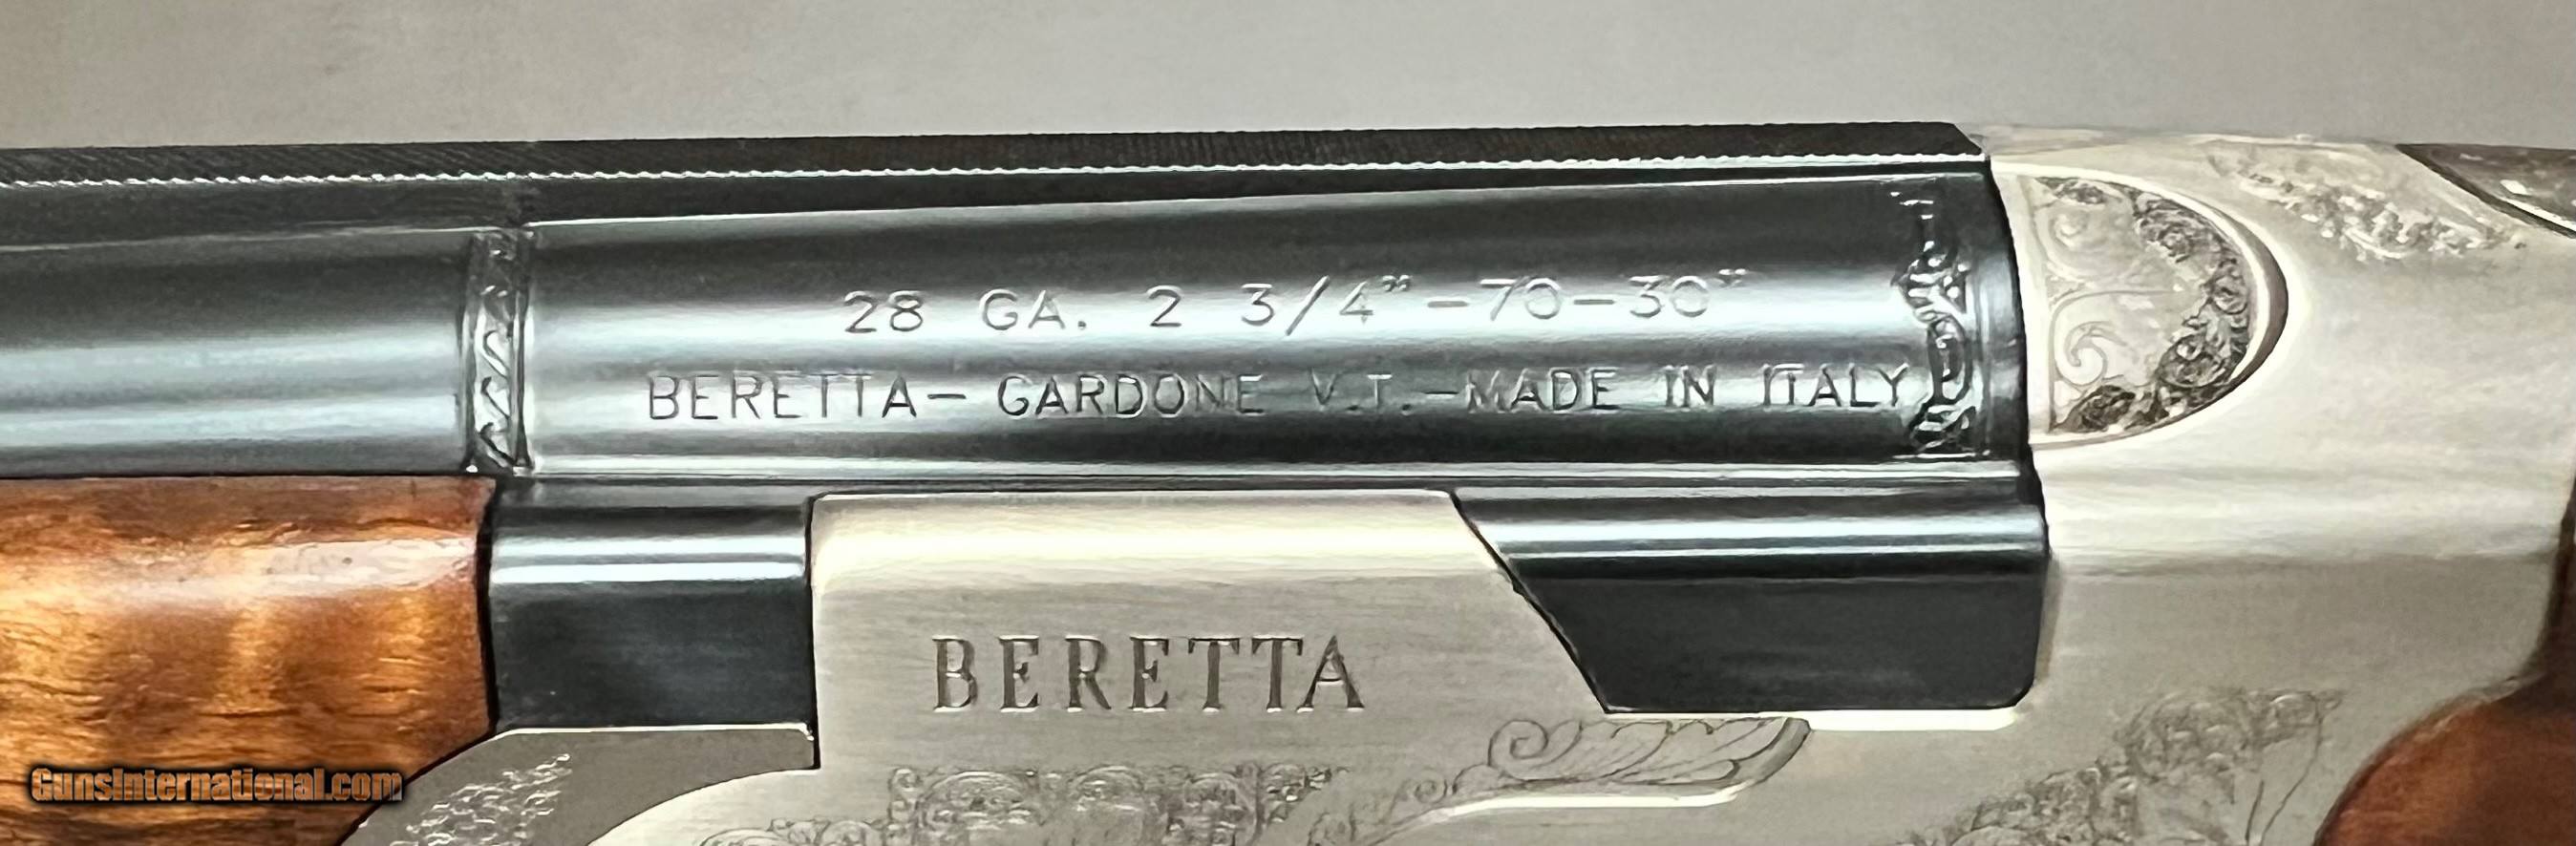 28 GA. 2 3/4"-70-30"
BERETTA- GARDONE V.T.-MADE IN ITALY
BERETTA
GunsInternational.com